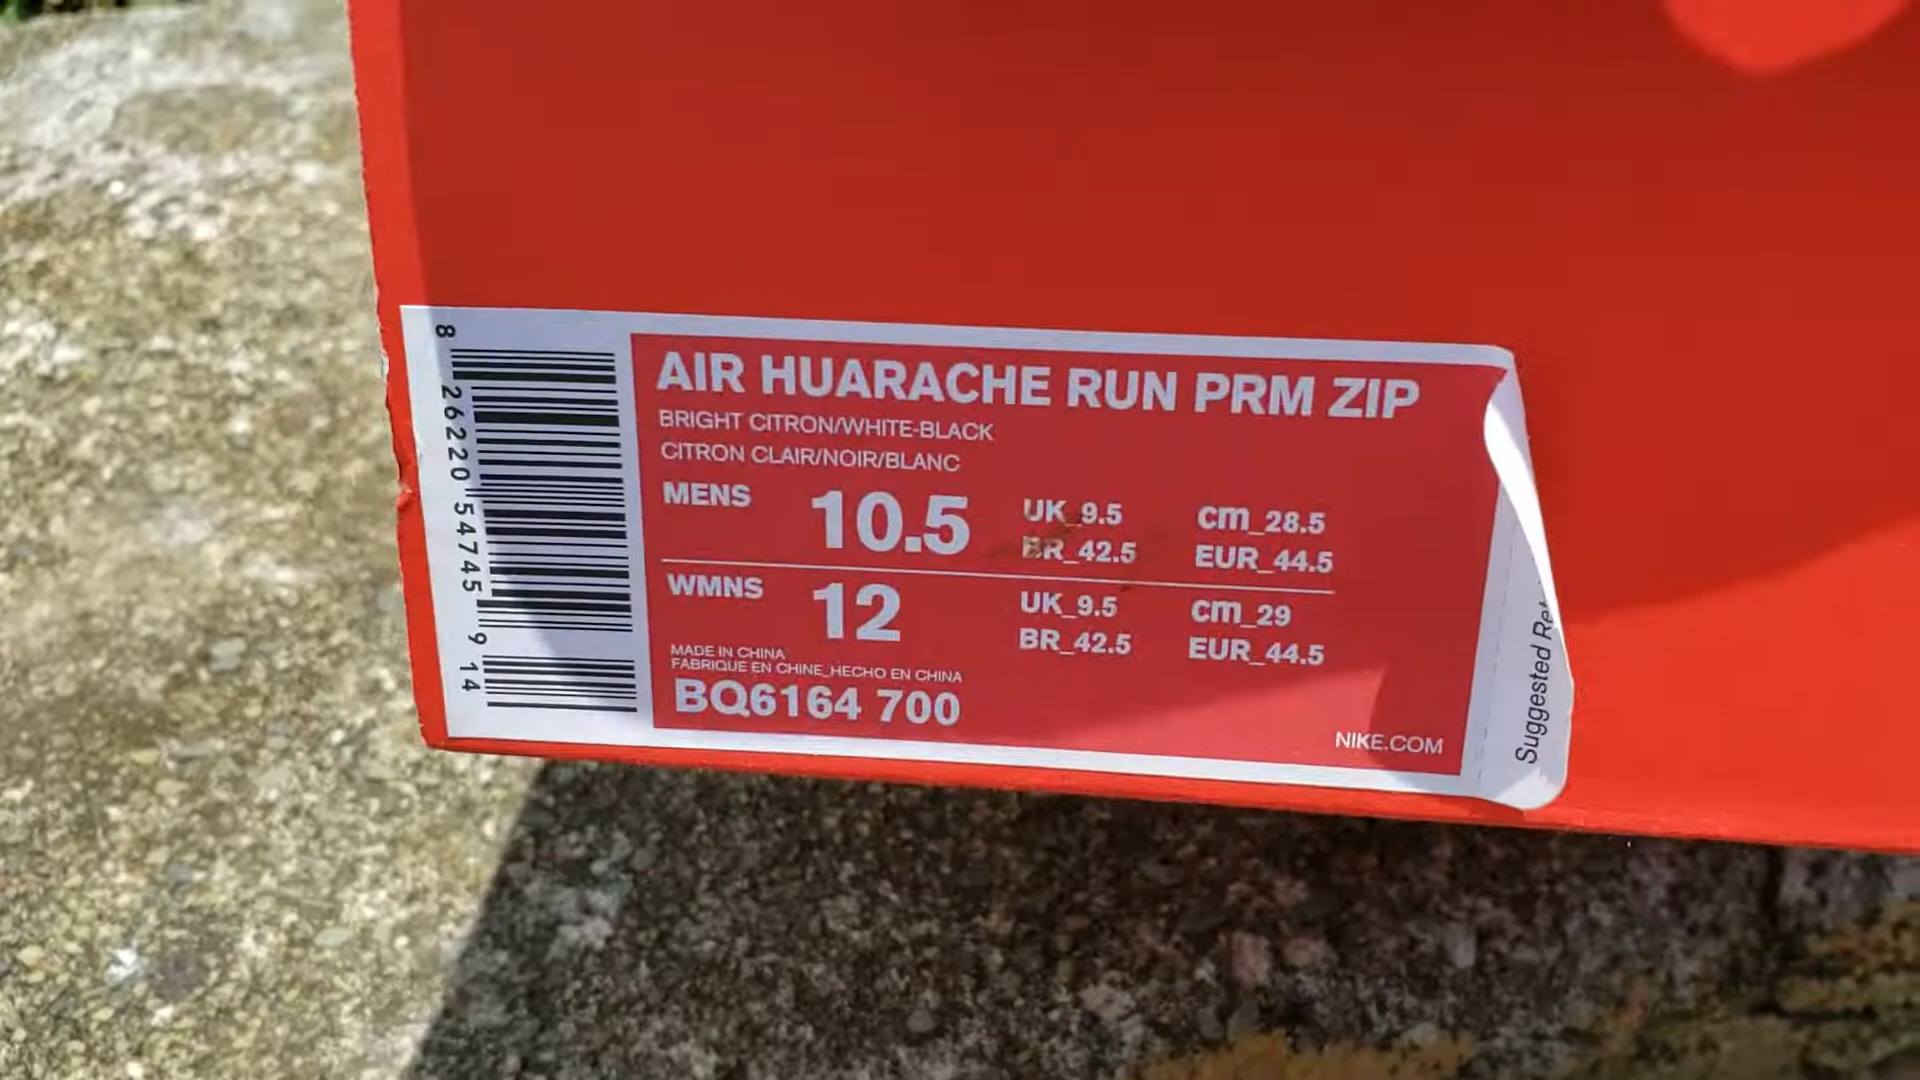 8 26220 54745 9 14
AIR HUARACHE RUN PRM ZIP
BRIGHT CITRON/WHITE-BLACK
CITRON CLAIR/NOIR/BLANC
MENS 10.5 UK_9.5 cm_28.5
BR_42.5 EUR_44.5
WMNS 12 UK_9.5 cm_29
BR_42.5 EUR_44.5
MADE IN CHINA
FABRIQUE EN CHINE_HECHO EN CHINA
BQ6164 700
NIKE.COM
Suggested